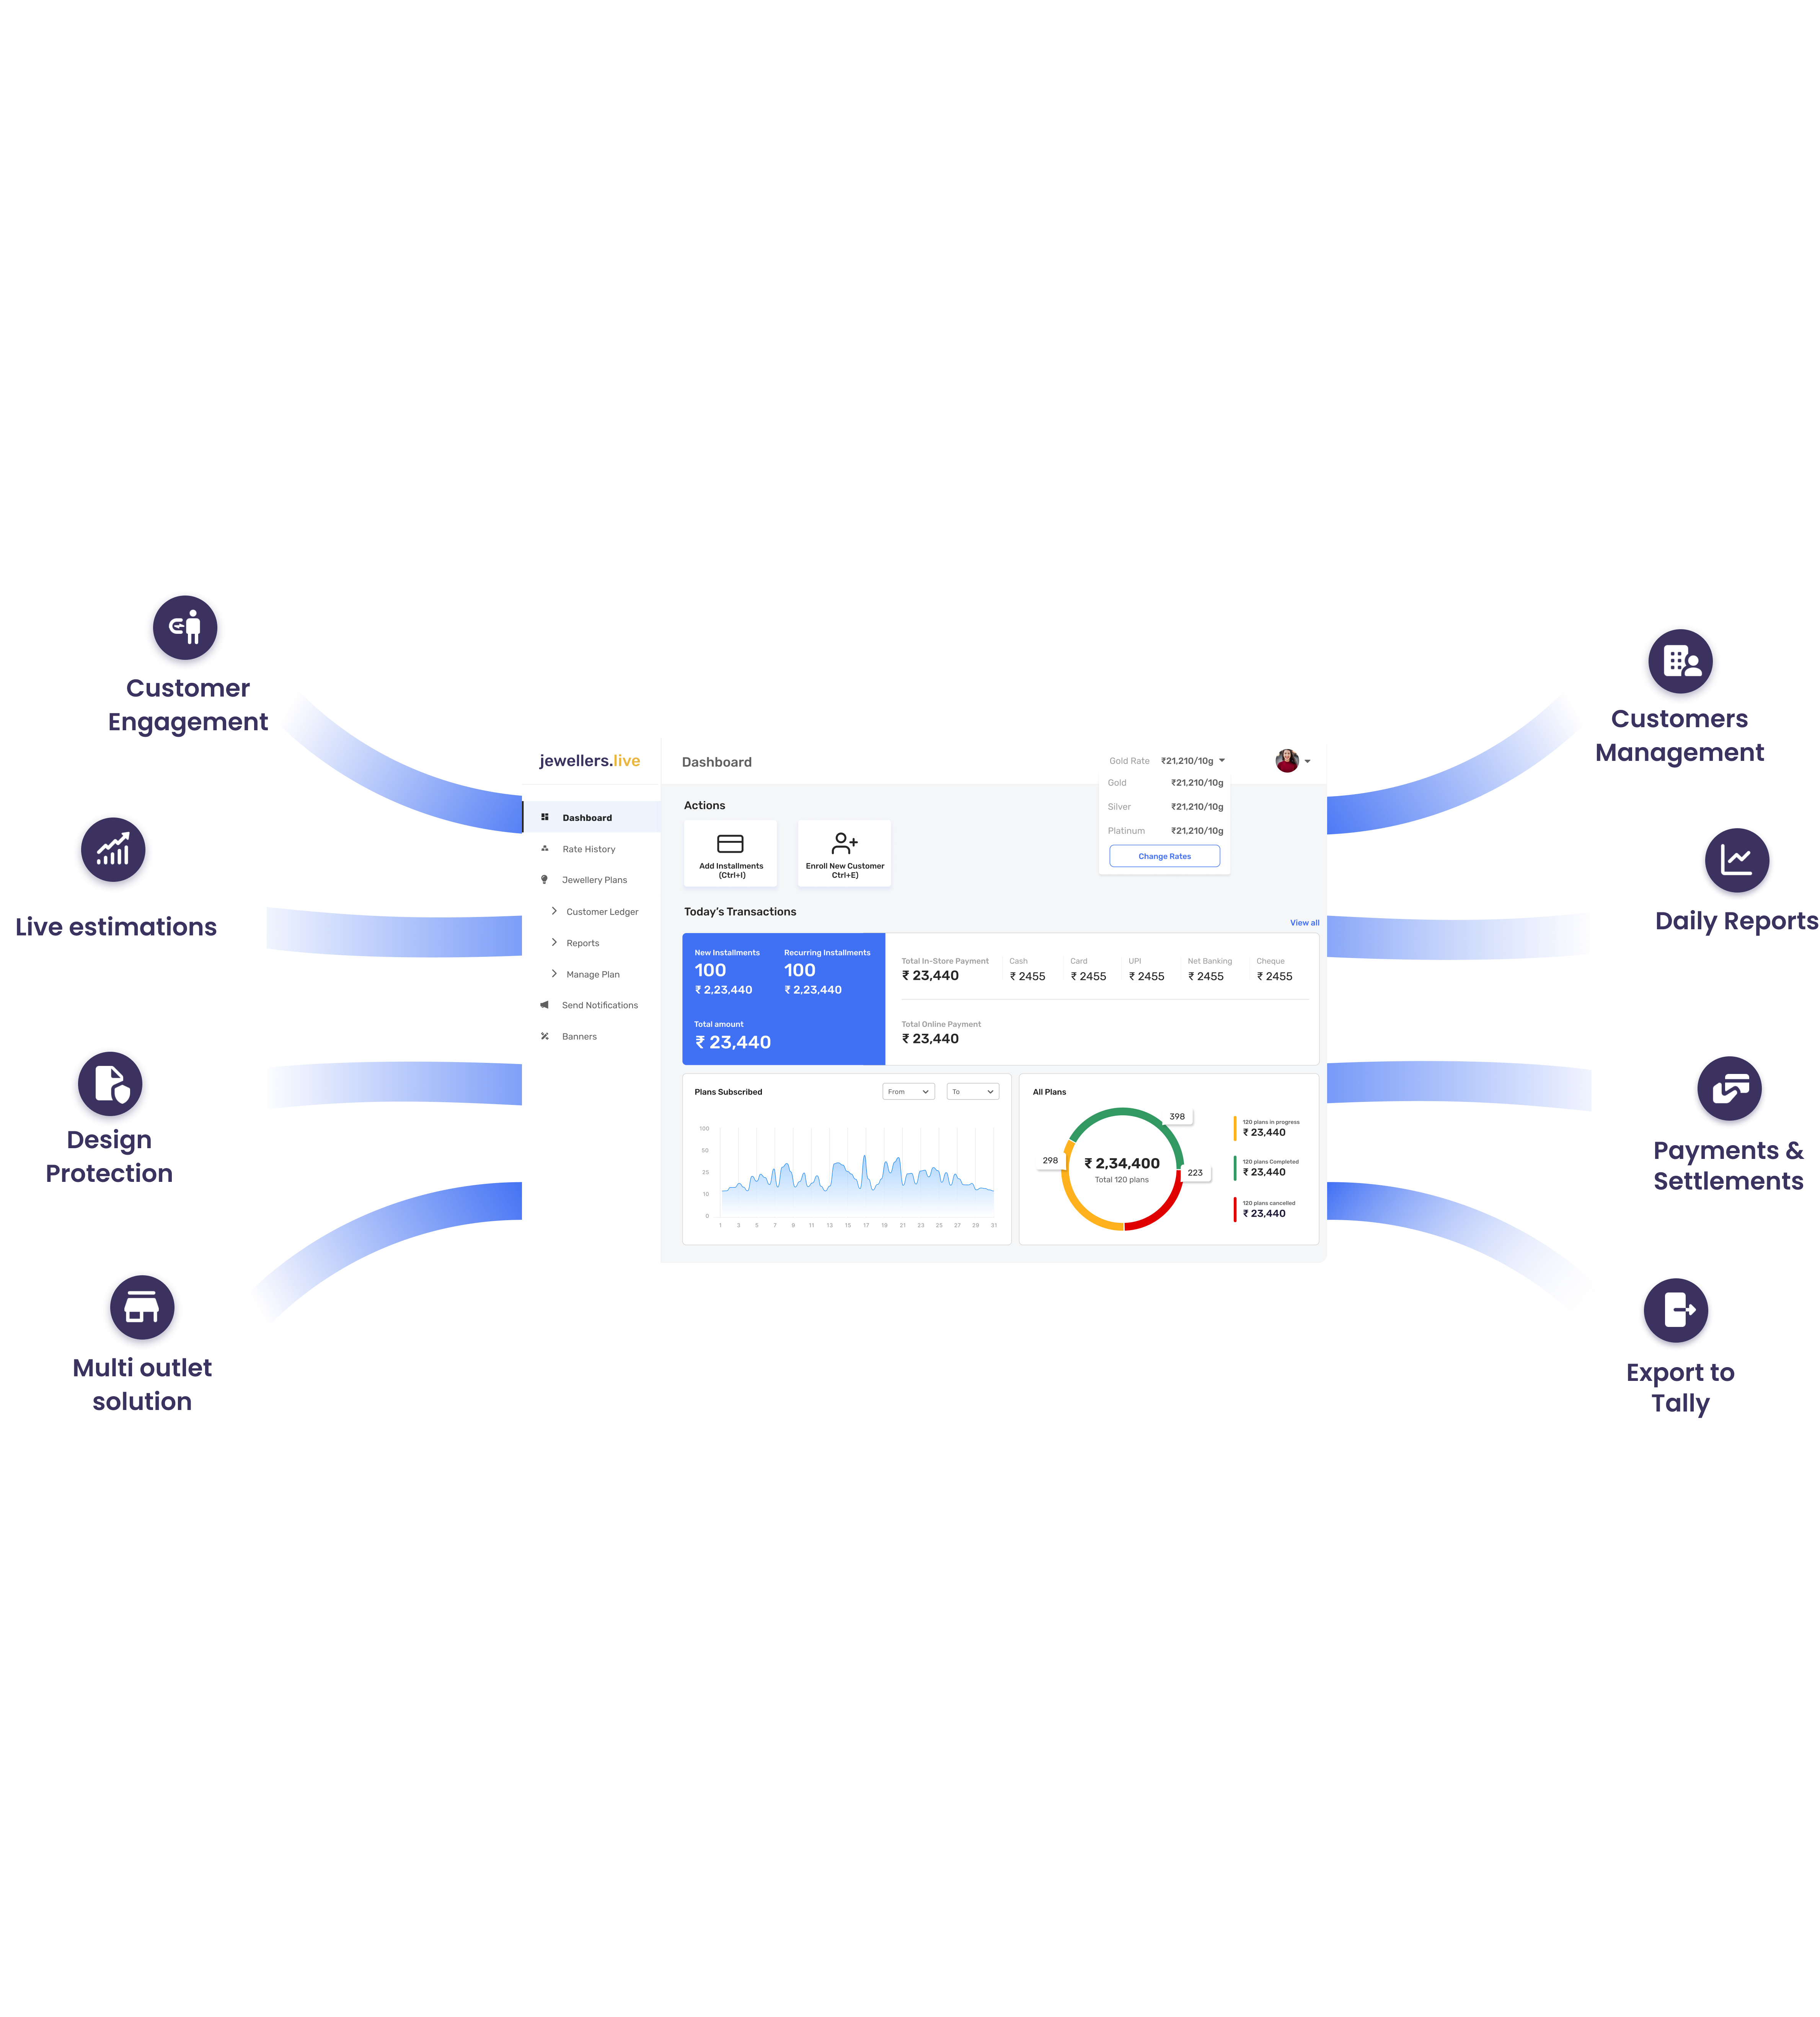 Customer
Engagement
Live estimations
Design
Protection
Multi outlet
solution
jewellers.live
Dashboard
Rate History
Jewellery Plans
Customer Ledger
Reports
Manage Plan
Send Notifications
Banners
Dashboard
Gold Rate ₹21,210/10g
Gold ₹21,210/10g
Silver ₹21,210/10g
Platinum ₹21,210/10g
Change Rates
Actions
Add Installments
(Ctrl+I)
Enroll New Customer
Ctrl+E)
Today's Transactions
View all
New Installments
100
₹ 2,23,440
Recurring Installments
100
₹ 2,23,440
Total amount
₹ 23,440
Total In-Store Payment
₹ 23,440
Cash
₹ 2455
Card
₹ 2455
UPI
₹ 2455
Net Banking
₹ 2455
Cheque
₹ 2455
Total Online Payment
₹ 23,440
Plans Subscribed
From
To
100
50
25
10
0
1 3 5 7 9 11 13 15 17 19 21 23 25 27 29 31
All Plans
398
298
223
₹ 2,34,400
Total 120 plans
120 plans in progress
₹ 23,440
120 plans Completed
₹ 23,440
120 plans cancelled
₹ 23,440
Customers
Management
Daily Reports
Payments &
Settlements
Export to
Tally